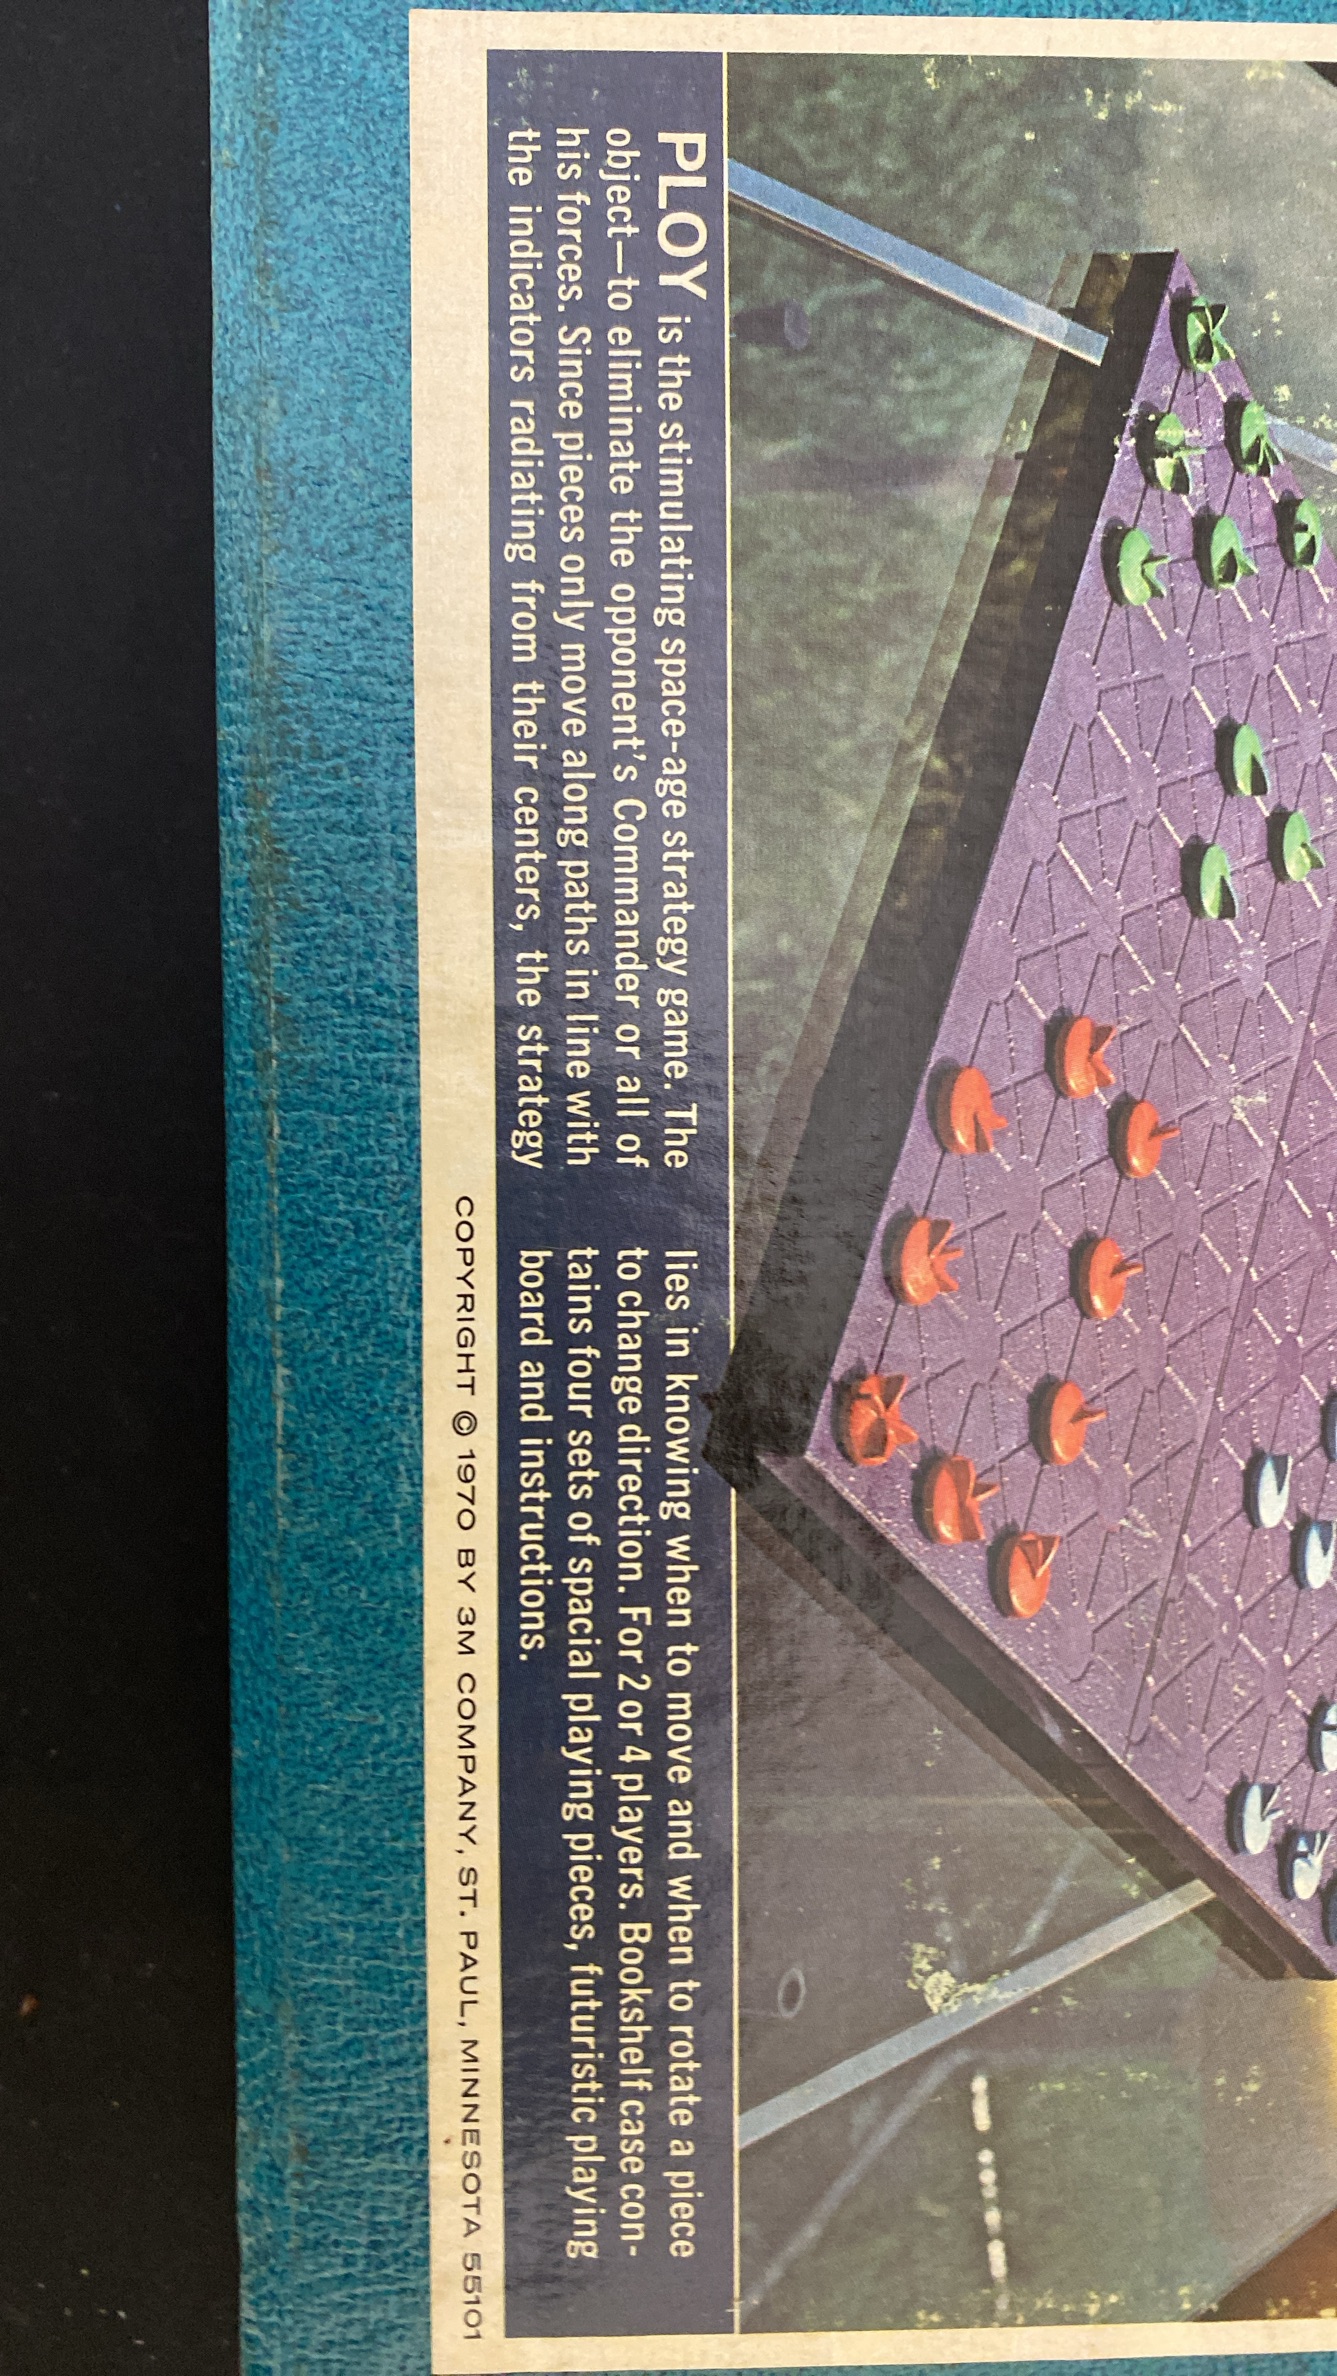 PLOY is the stimulating space-age strategy game. The
object—to eliminate the opponent's Commander or all of
his forces. Since pieces only move along paths in line with
the indicators radiating from their centers, the strategy
lies in knowing when to move and when to rotate a piece
to change direction. For 2 or 4 players. Bookshelf case con-
tains four sets of spacial playing pieces, futuristic playing
board and instructions.
COPYRIGHT © 1970 BY 3M COMPANY, ST. PAUL, MINNESOTA 55101